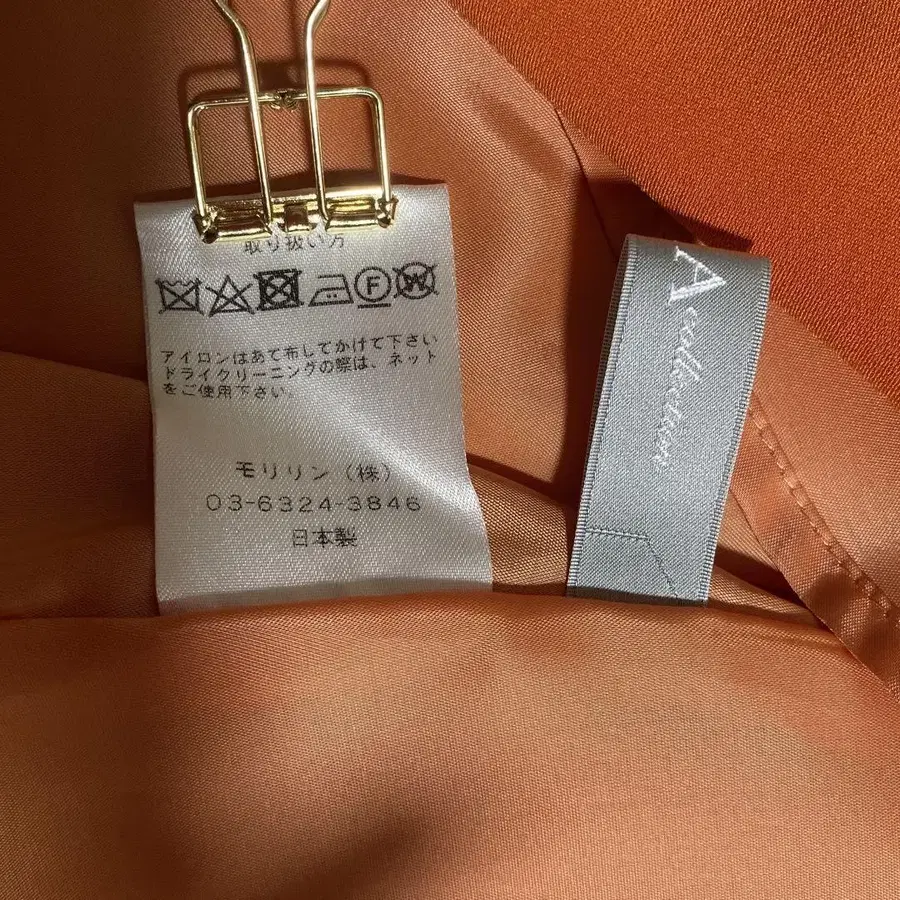 取り扱い方
F W
アイロンはあて布してかけて下さい
ドライクリーニングの際は、ネット
をご使用下さい。
モリリン（株）
03-6324-3846
日本製
A collection